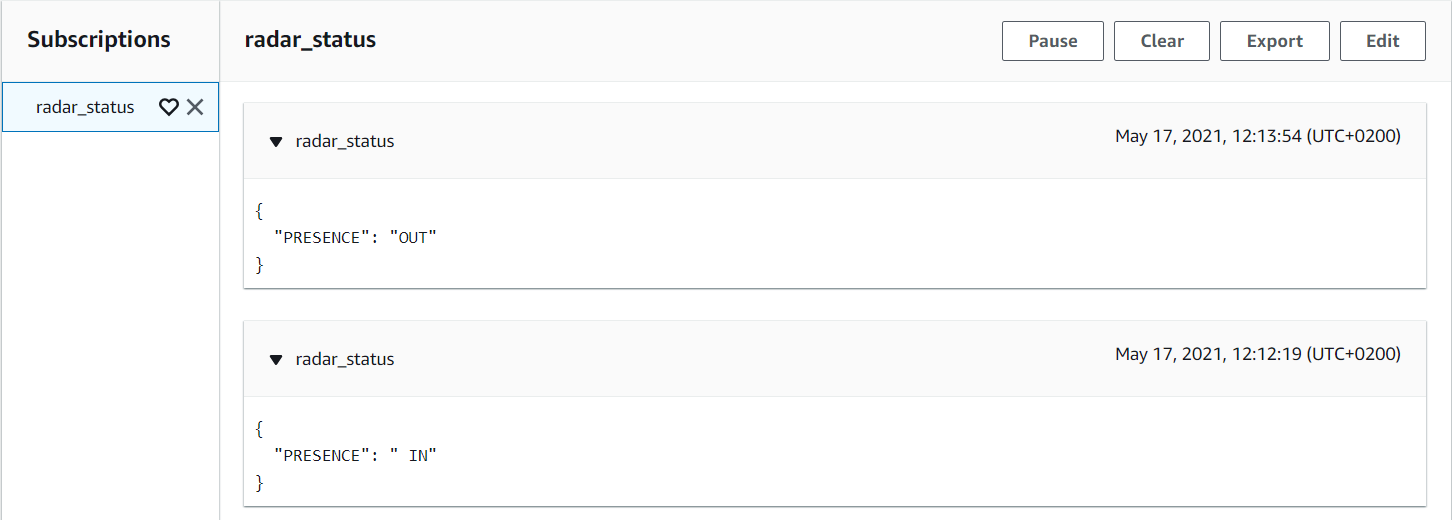 Subscriptions
radar_status
radar_status
Pause
Clear
Export
Edit
radar_status
May 17, 2021, 12:13:54 (UTC+0200)
{
  "PRESENCE": "OUT"
}
radar_status
May 17, 2021, 12:12:19 (UTC+0200)
{
  "PRESENCE": " IN"
}